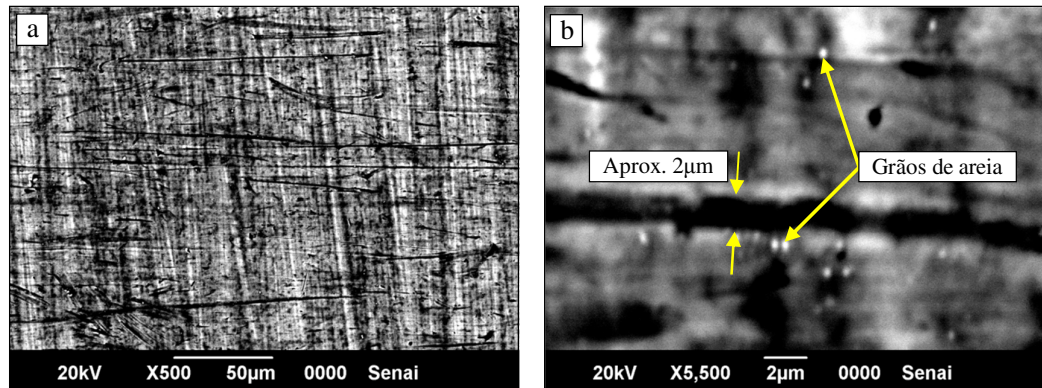 a
20kV X500 50µm 0000 Senai
b
Aprox. 2µm
Grãos de areia
20kV X5,500 2µm 0000 Senai